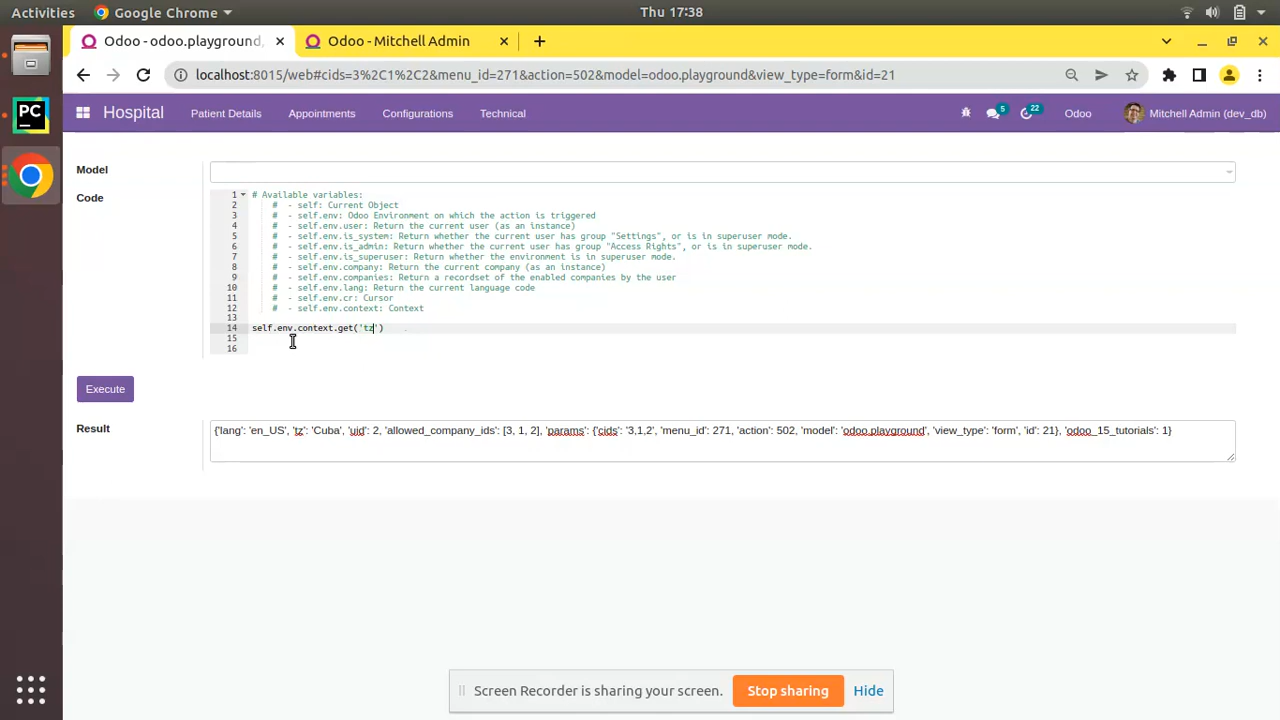 Activities
Google Chrome
Thu 17:38
Odoo - odoo.playground,
Odoo - Mitchell Admin
localhost:8015/web#cids=3%2C1%2C2&menu_id=271&action=502&model=odoo.playground&view_type=form&id=21
PC
Hospital
Patient Details
Appointments
Configurations
Technical
5
22
Odoo
Mitchell Admin (dev_db)
Model
Code
1 # Available variables:
2 # - self: Current Object
3 # - self.env: Odoo Environment on which the action is triggered
4 # - self.env.user: Return the current user (as an instance)
5 # - self.env.is_system: Return whether the current user has group "Settings", or is in superuser mode.
6 # - self.env.is_admin: Return whether the current user has group "Access Rights", or is in superuser mode.
7 # - self.env.is_superuser: Return whether the environment is in superuser mode.
8 # - self.env.company: Return the current company (as an instance)
9 # - self.env.companies: Return a recordset of the enabled companies by the user
10 # - self.env.lang: Return the current language code
11 # - self.env.cr: Cursor
12 # - self.env.context: Context
13
14 self.env.context.get('tz')
15
16
Execute
Result
{'lang': 'en_US', 'tz': 'Cuba', 'uid': 2, 'allowed_company_ids': [3, 1, 2], 'params': {'cids': '3,1,2', 'menu_id': 271, 'action': 502, 'model': 'odoo.playground', 'view_type': 'form', 'id': 21}, 'odoo_15_tutorials': 1}
Screen Recorder is sharing your screen.
Stop sharing
Hide